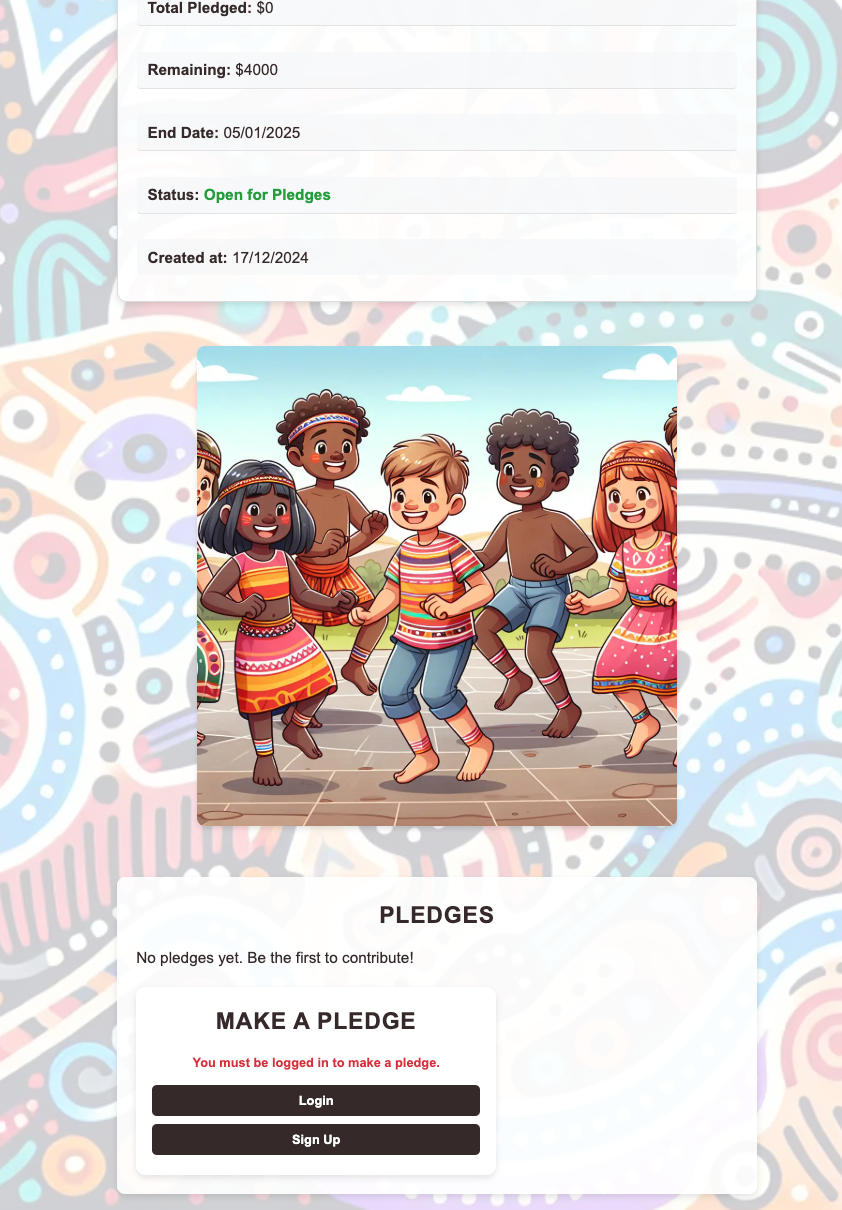 Total Pledged: $0
Remaining: $4000
End Date: 05/01/2025
Status: Open for Pledges
Created at: 17/12/2024
PLEDGES
No pledges yet. Be the first to contribute!
MAKE A PLEDGE
You must be logged in to make a pledge.
Login
Sign Up